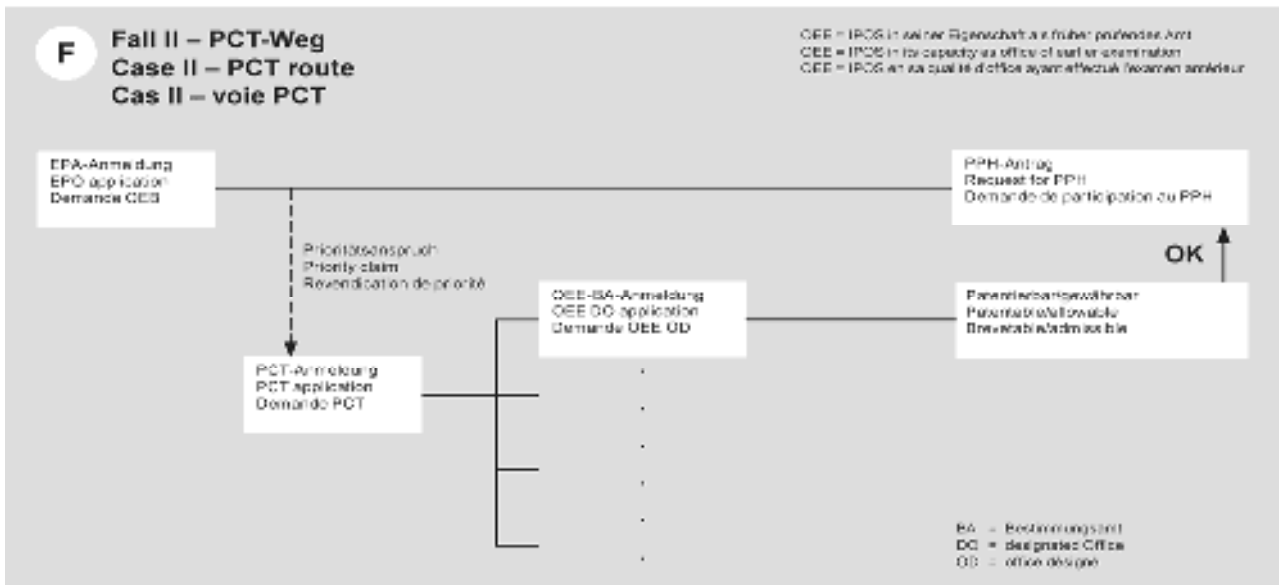 F
Fall II – PCT-Weg
Case II – PCT route
Cas II – voie PCT
OEE = IPOS in seiner Eigenschaft als früher prüfendes Amt
OEE = IPOS in its capacity as office of earlier examination
OEE = IPOS en sa qualité d'office ayant effectué l'examen antérieur
EPA-Anmeldung
EPO application
Demande OEB
PPH-Antrag
Request for PPH
Demande de participation au PPH
Prioritätsanspruch
Priority claim
Revendication de priorité
OK
OEE-BA-Anmeldung
OEE DO application
Demande OEE OD
Patentierbar/gewährbar
Patentable/allowable
Brevetable/admissible
PCT-Anmeldung
PCT application
Demande PCT
BA = Bestimmungsamt
DO = designated Office
OD = office désigné